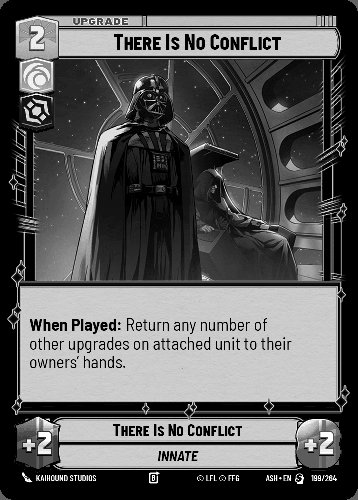 UPGRADE
2
THERE IS NO CONFLICT
When Played: Return any number of
other upgrades on attached unit to their
owners' hands.
+2
THERE IS NO CONFLICT
INNATE
+2
KAIHOUND STUDIOS
© LFL © FFG
ASH • EN
199/264